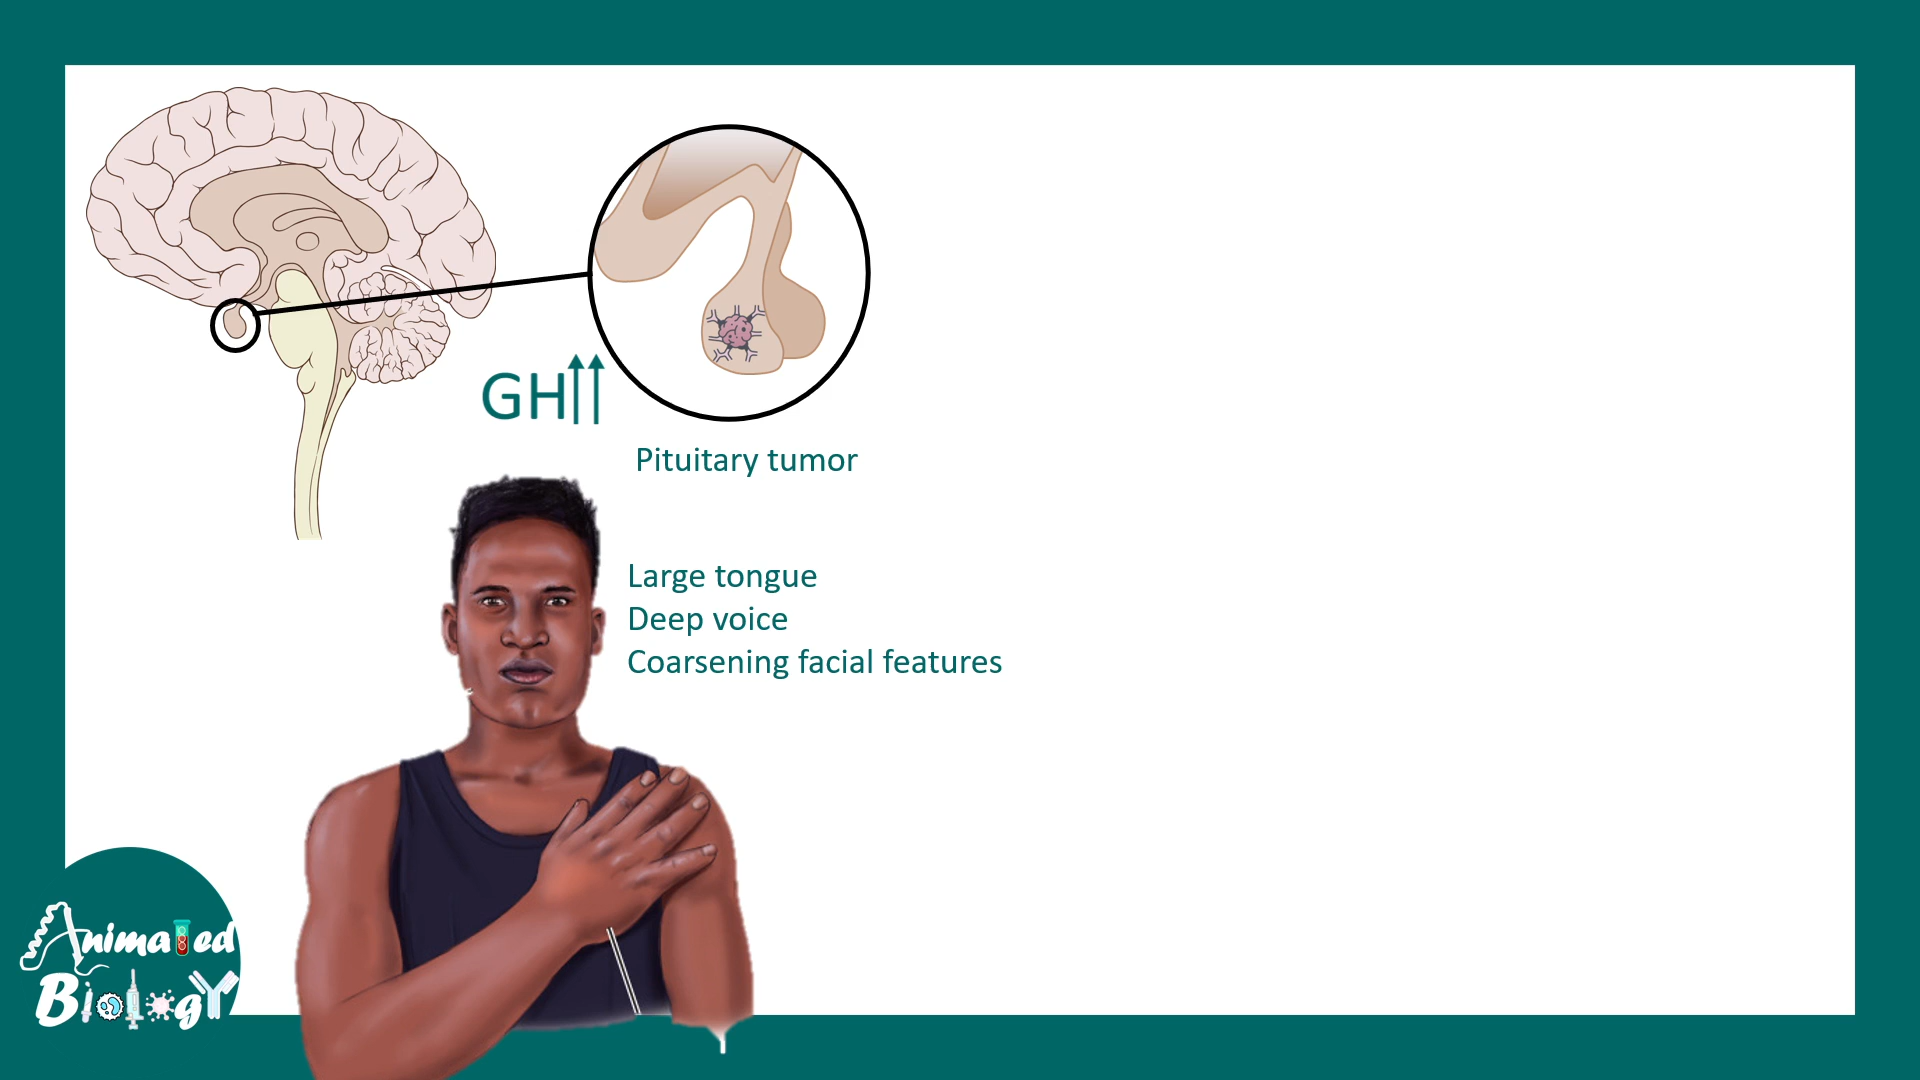 GH↑↑
Pituitary tumor
Large tongue
Deep voice
Coarsening facial features
Animated
Biology